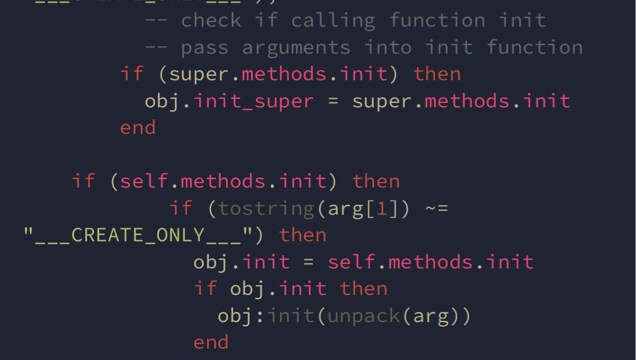 -- check if calling function init
-- pass arguments into init function
if (super.methods.init) then
obj.init_super = super.methods.init
end
if (self.methods.init) then
if (tostring(arg[1]) ~=
"___CREATE_ONLY___") then
obj.init = self.methods.init
if obj.init then
obj:init(unpack(arg))
end